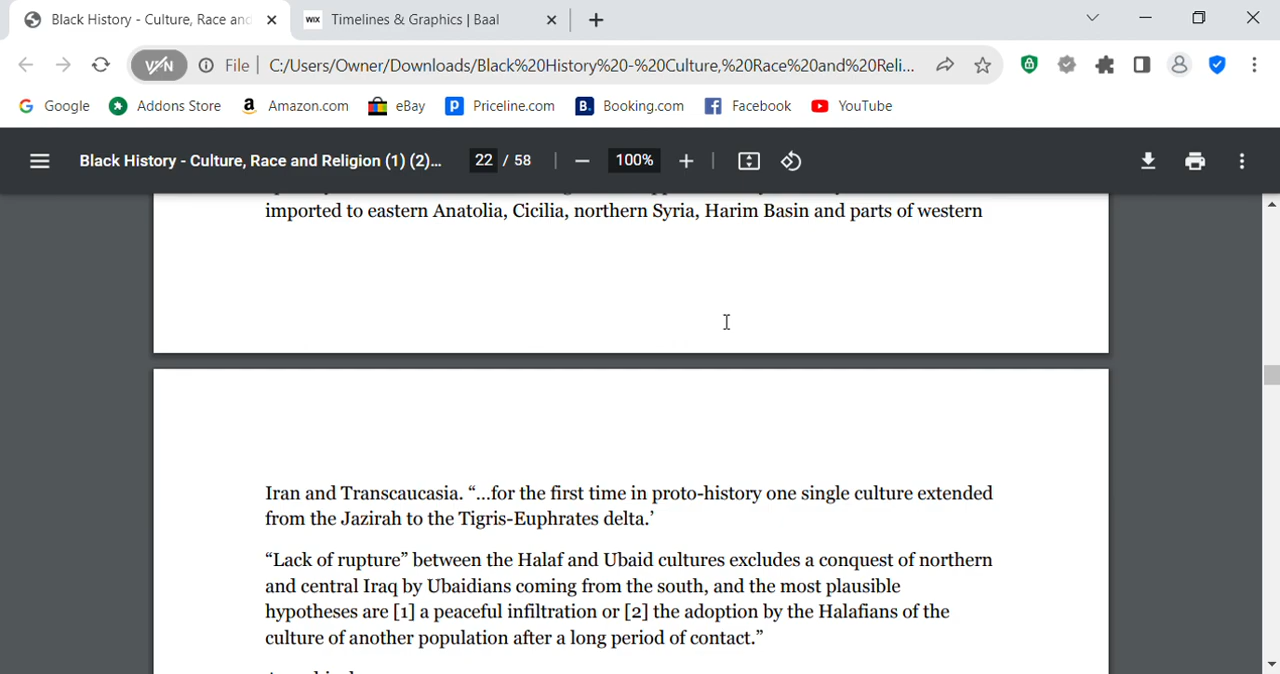 Black History - Culture, Race and
Timelines & Graphics | Baal
VPN
File
C:/Users/Owner/Downloads/Black%20History%20-%20Culture,%20Race%20and%20Reli...
Google
Addons Store
Amazon.com
eBay
Priceline.com
Booking.com
Facebook
YouTube
Black History - Culture, Race and Religion (1) (2)...
22 / 58
100%
imported to eastern Anatolia, Cicilia, northern Syria, Harim Basin and parts of western
Iran and Transcaucasia. “...for the first time in proto-history one single culture extended
from the Jazirah to the Tigris-Euphrates delta.’
“Lack of rupture” between the Halaf and Ubaid cultures excludes a conquest of northern
and central Iraq by Ubaidians coming from the south, and the most plausible
hypotheses are [1] a peaceful infiltration or [2] the adoption by the Halafians of the
culture of another population after a long period of contact.”